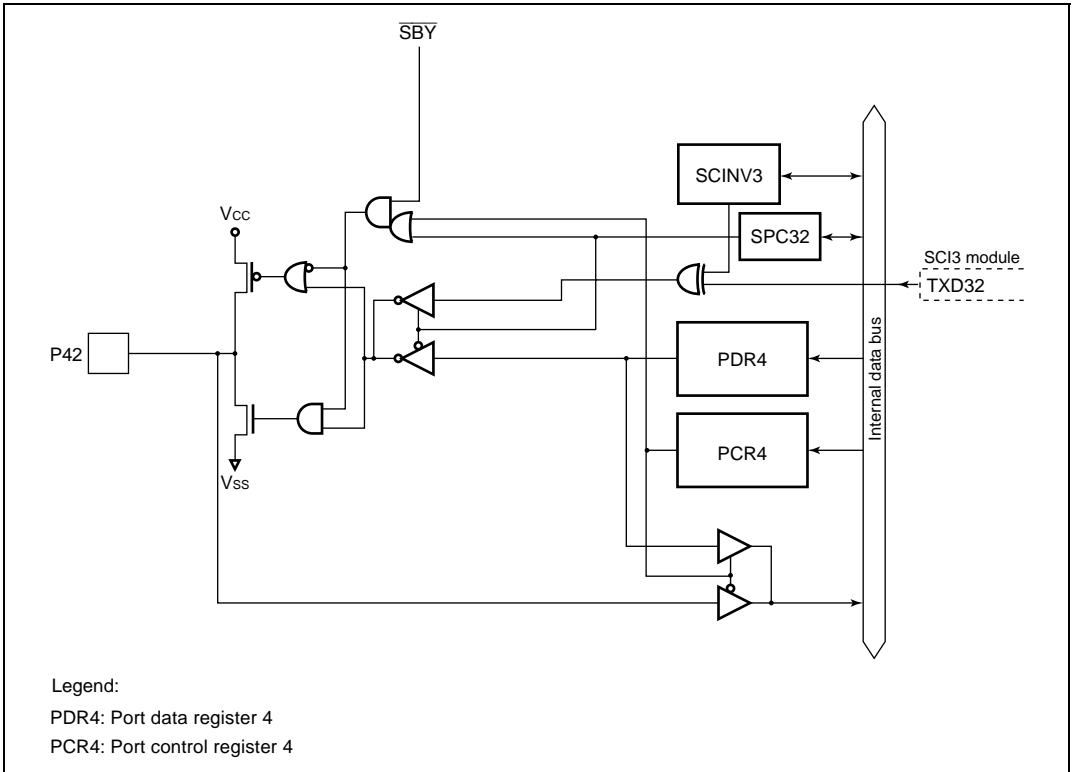 SBY
SCINV3
VCC
SPC32
SCI3 module
TXD32
P42
PDR4
Internal data bus
PCR4
VSS
Legend:
PDR4: Port data register 4
PCR4: Port control register 4